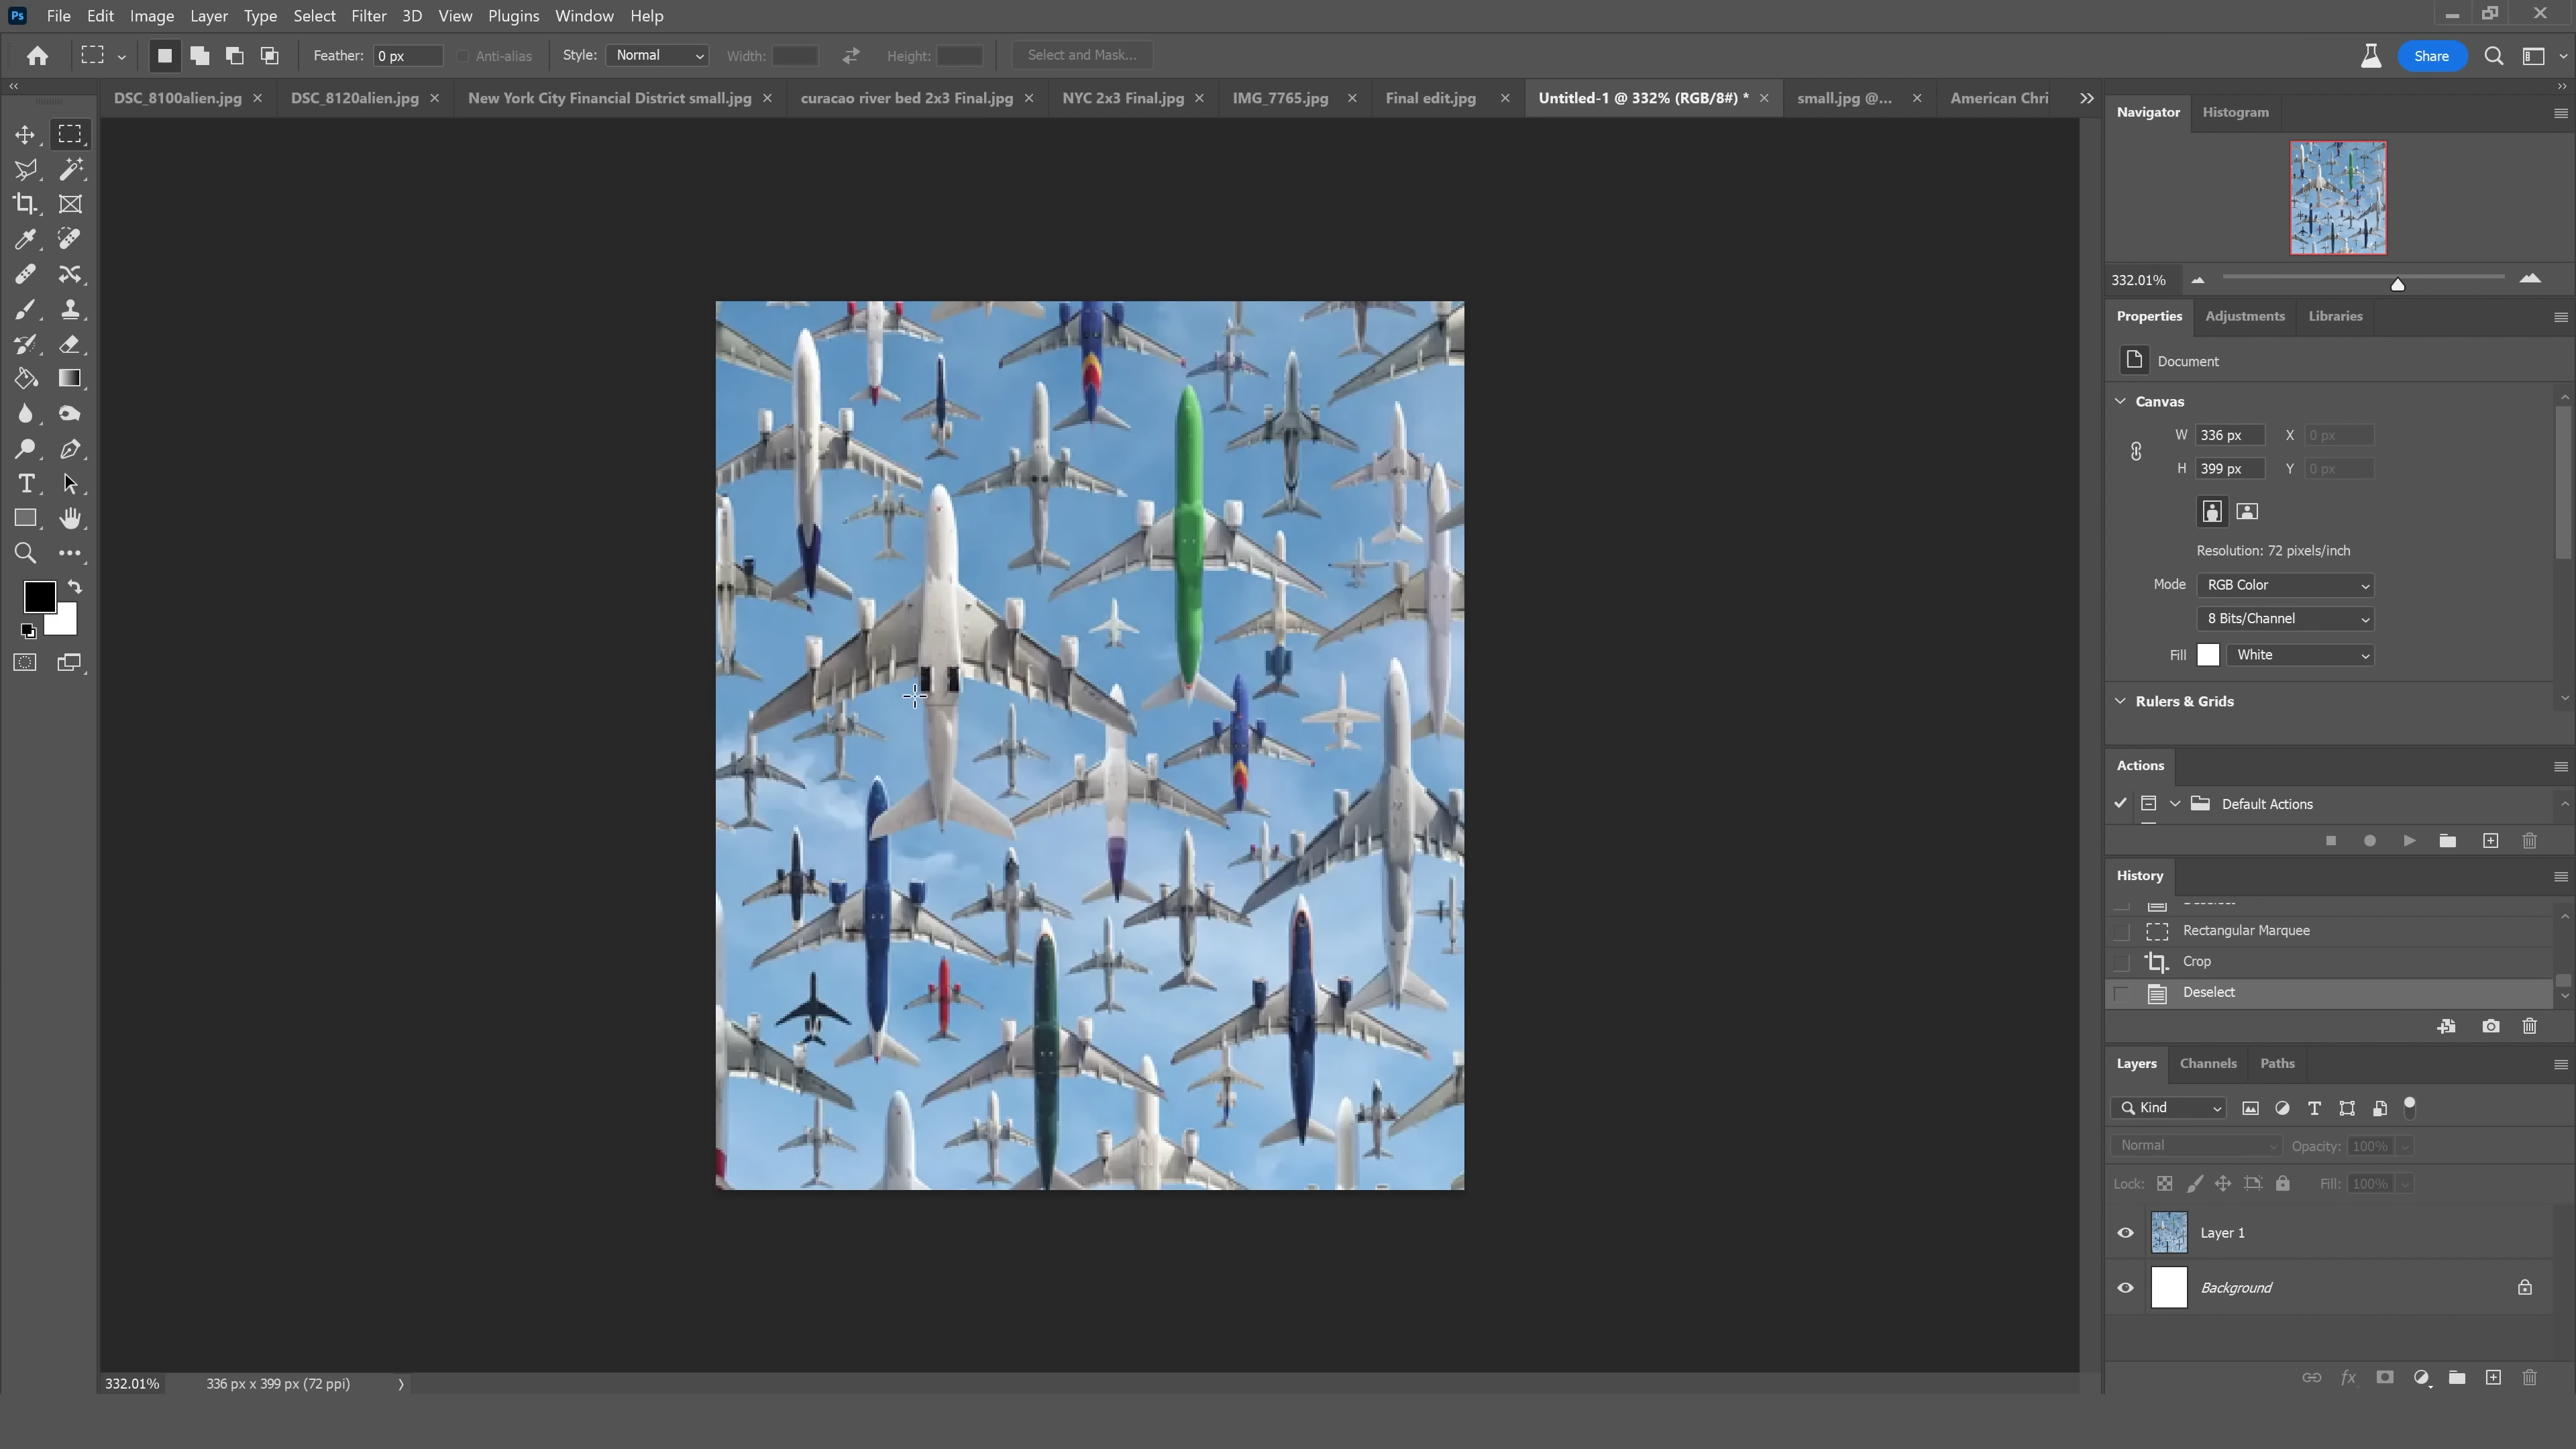 Ps File Edit Image Layer Type Select Filter 3D View Plugins Window Help
Feather: 0 px Anti-alias Style: Normal Width: Height: Select and Mask... Share
DSC_8100alien.jpg DSC_8120alien.jpg New York City Financial District small.jpg curacao river bed 2x3 Final.jpg NYC 2x3 Final.jpg IMG_7765.jpg Final edit.jpg Untitled-1 @ 332% (RGB/8#) * small.jpg @... American Chri
Navigator Histogram
332.01%
Properties Adjustments Libraries
Document
Canvas
W 336 px X 0 px
H 399 px Y 0 px
Resolution: 72 pixels/inch
Mode RGB Color
8 Bits/Channel
Fill White
Rulers & Grids
Actions
Default Actions
History
Rectangular Marquee
Crop
Deselect
Layers Channels Paths
Kind
Normal Opacity: 100%
Lock: Fill: 100%
Layer 1
Background
332.01% 336 px x 399 px (72 ppi)